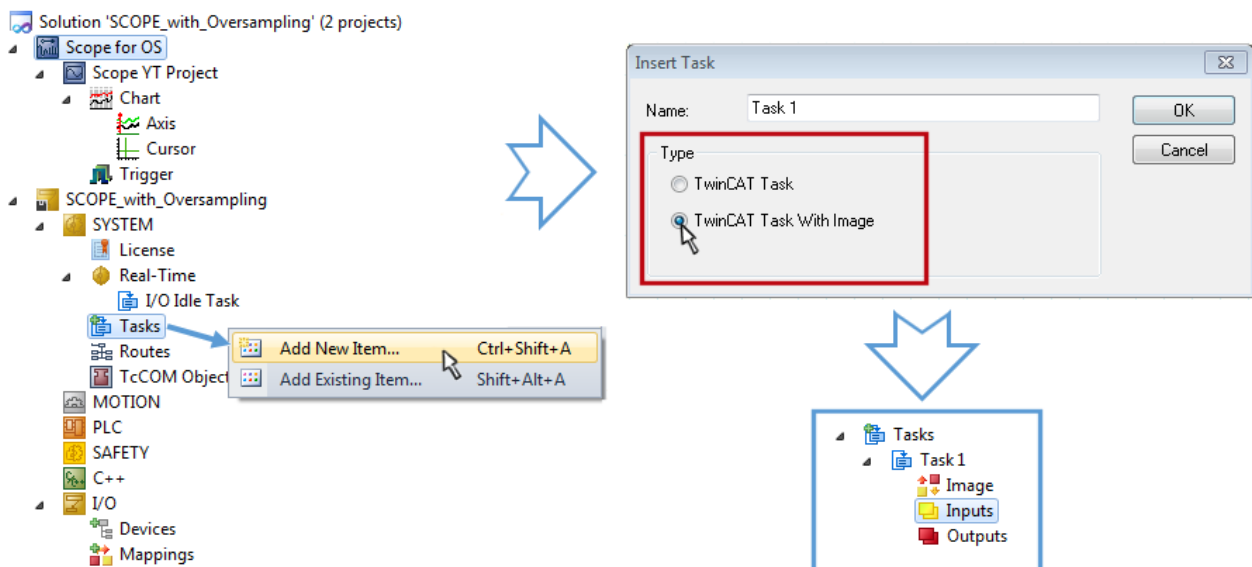 Solution 'SCOPE_with_Oversampling' (2 projects)
Scope for OS
Scope YT Project
Chart
Axis
Cursor
Trigger
SCOPE_with_Oversampling
SYSTEM
License
Real-Time
I/O Idle Task
Tasks
Routes
TcCOM Object
MOTION
PLC
SAFETY
C++
I/O
Devices
Mappings
Add New Item... Ctrl+Shift+A
Add Existing Item... Shift+Alt+A
Insert Task
Name: Task 1
OK
Cancel
Type
TwinCAT Task
TwinCAT Task With Image
Tasks
Task 1
Image
Inputs
Outputs